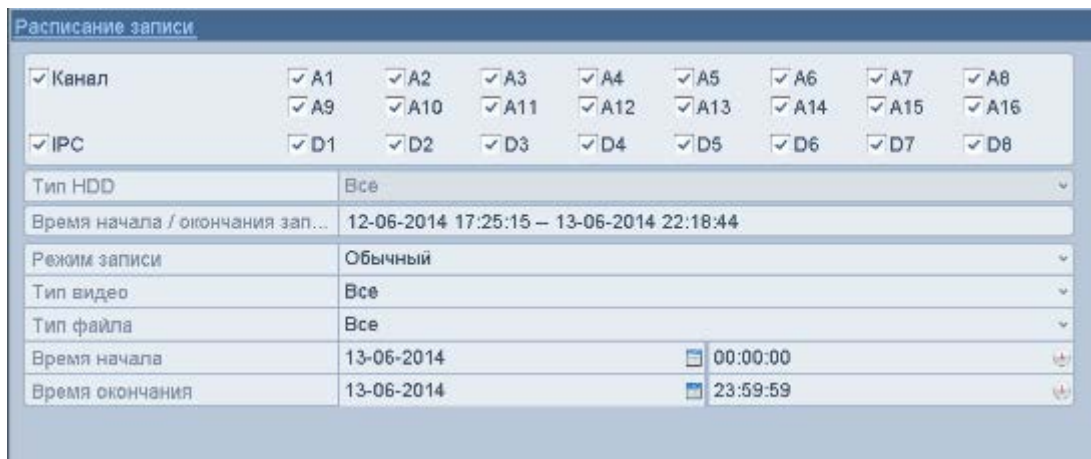 Расписание записи
Канал A1 A2 A3 A4 A5 A6 A7 A8
A9 A10 A11 A12 A13 A14 A15 A16
IPC D1 D2 D3 D4 D5 D6 D7 D8
Тип HDD Все
Время начала / окончания зап... 12-06-2014 17:25:15 -- 13-06-2014 22:18:44
Режим записи Обычный
Тип видео Все
Тип файла Все
Время начала 13-06-2014 00:00:00
Время окончания 13-06-2014 23:59:59